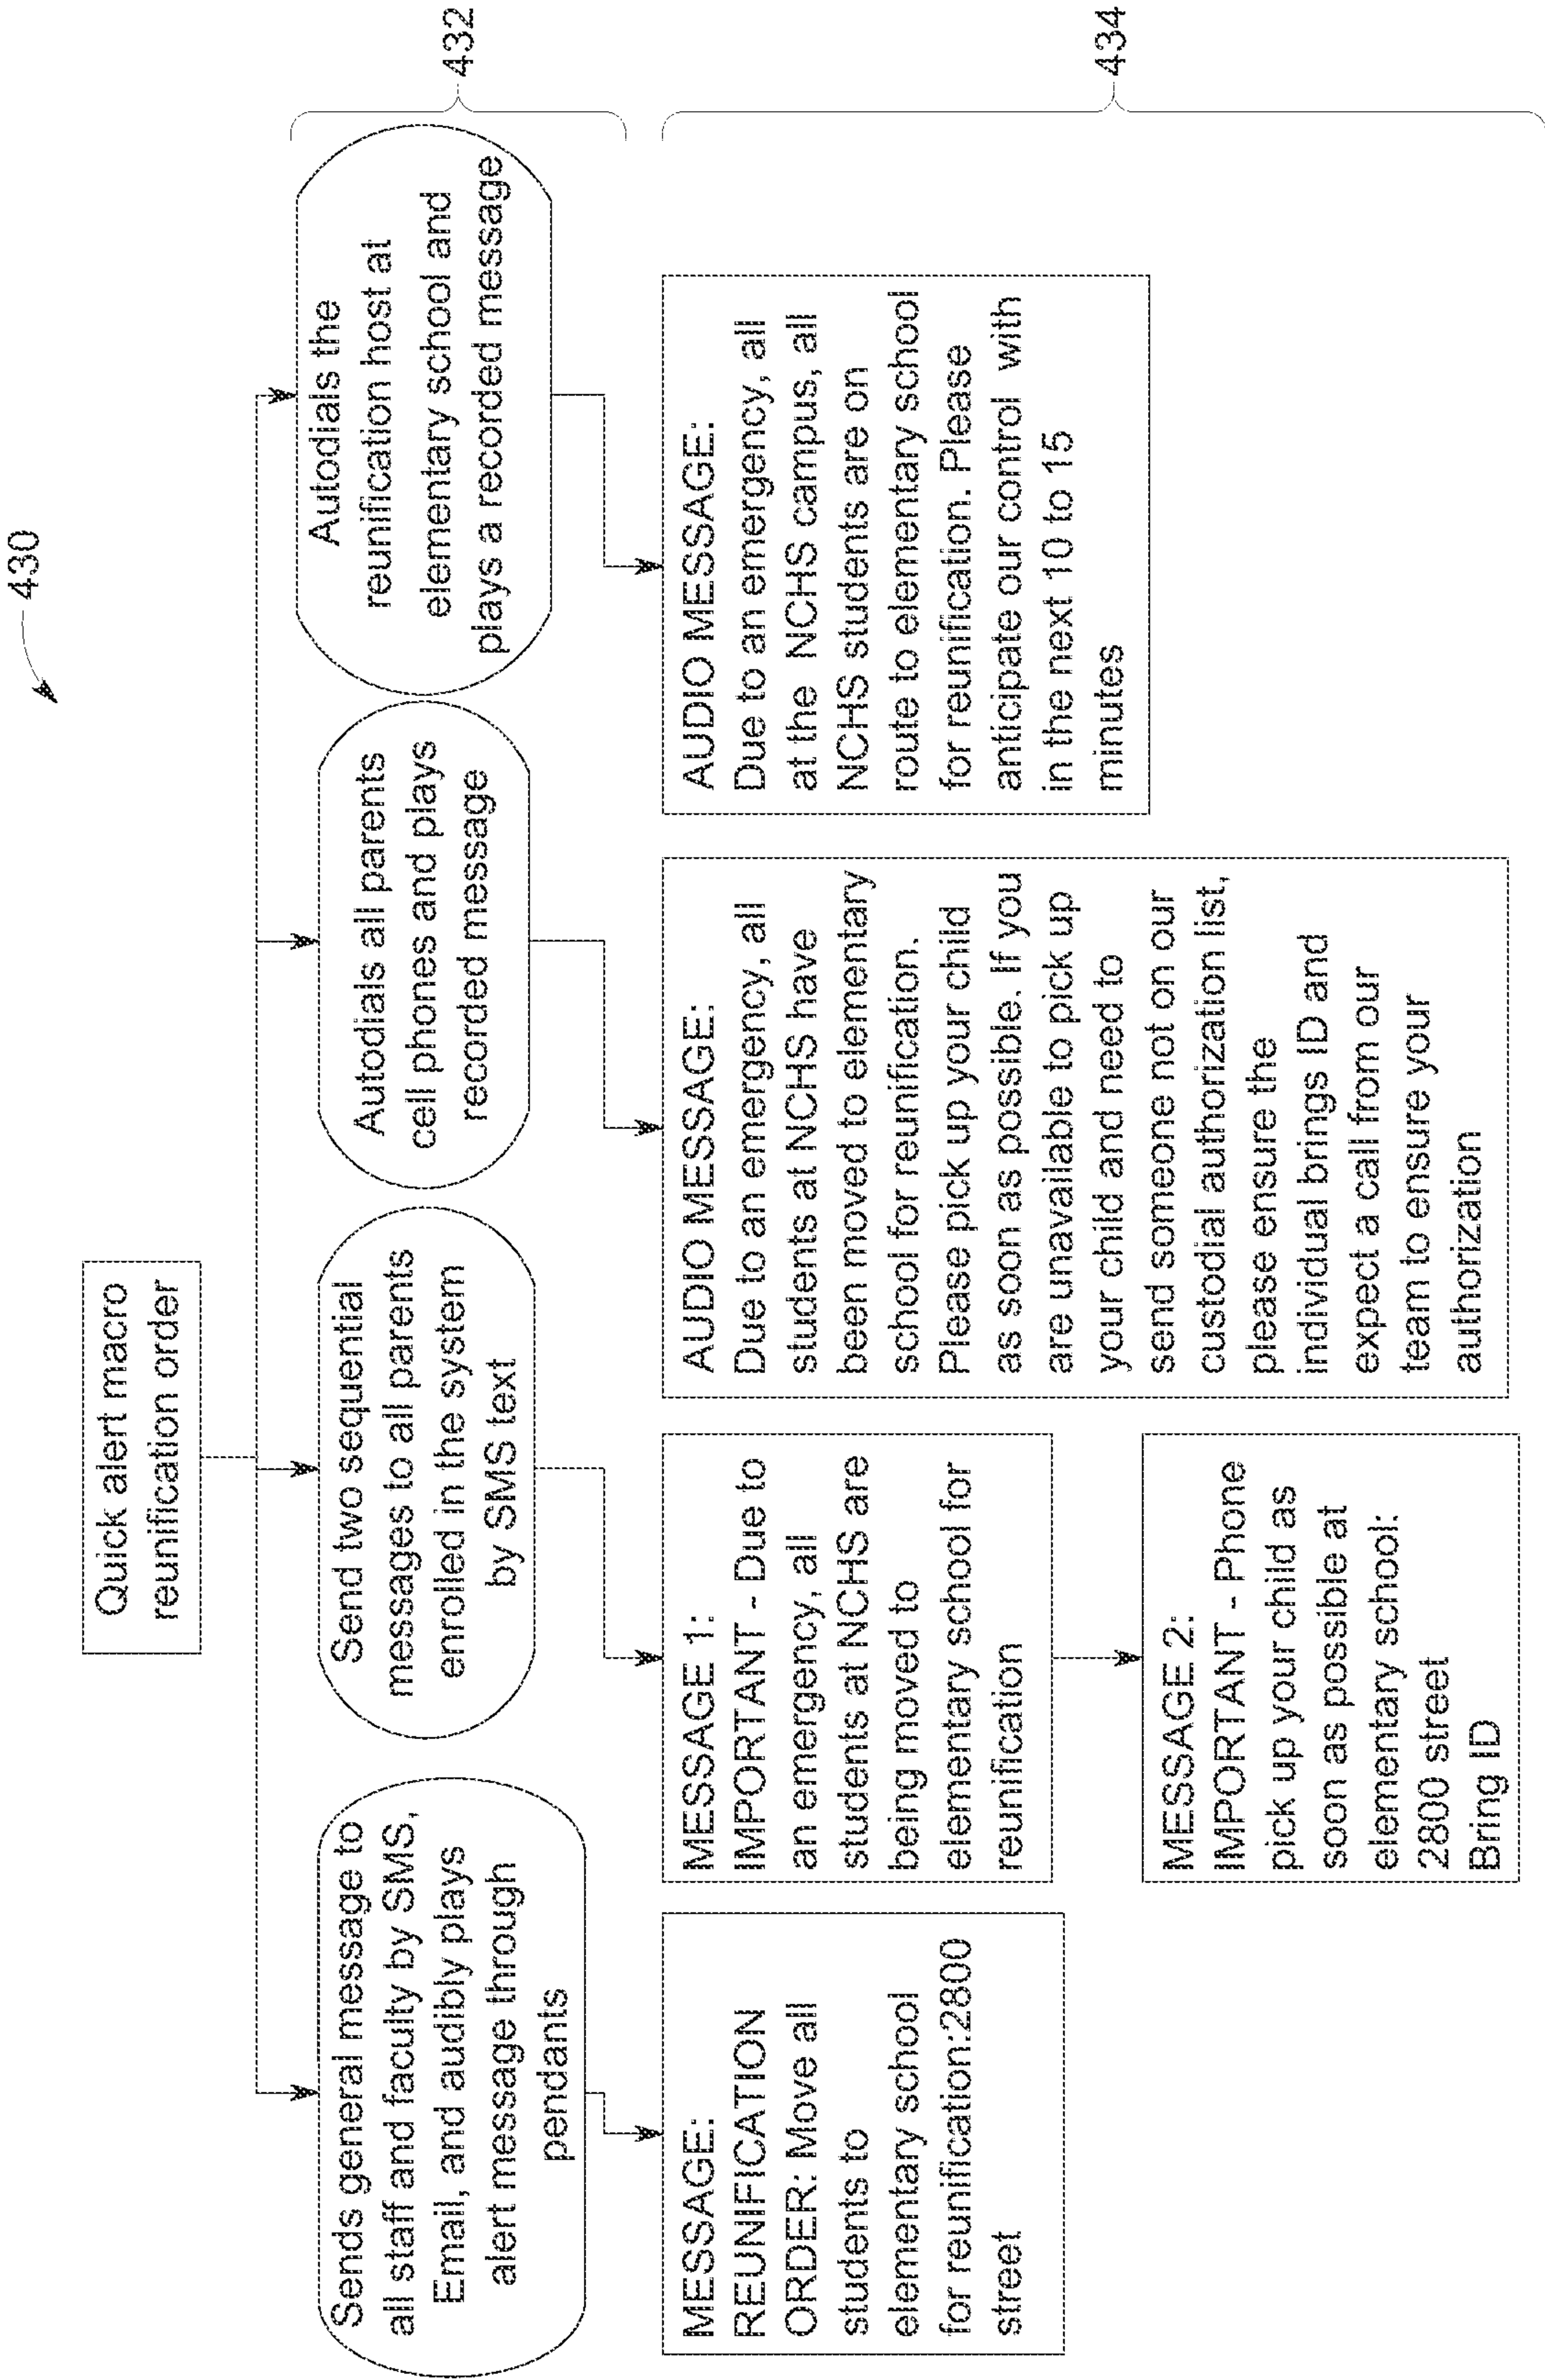 430
Quick alert macro
reunification order
Sends general message to
all staff and faculty by SMS,
Email, and audibly plays
alert message through
pendants
Send two sequential
messages to all parents
enrolled in the system
by SMS text
Autodials all parents
cell phones and plays
recorded message
Autodials the
reunification host at
elementary school and
plays a recorded message
432
MESSAGE:
REUNIFICATION
ORDER: Move all
students to
elementary school
for reunification:2800
street
MESSAGE 1:
IMPORTANT - Due to
an emergency, all
students at NCHS are
being moved to
elementary school for
reunification
MESSAGE 2:
IMPORTANT - Phone
pick up your child as
soon as possible at
elementary school:
2800 street
Bring ID
AUDIO MESSAGE:
Due to an emergency, all
students at NCHS have
been moved to elementary
school for reunification.
Please pick up your child
as soon as possible. If you
are unavailable to pick up
your child and need to
send someone not on our
custodial authorization list,
please ensure the
individual brings ID and
expect a call from our
team to ensure your
authorization
AUDIO MESSAGE:
Due to an emergency, all
at the NCHS campus, all
NCHS students are on
route to elementary school
for reunification. Please
anticipate our control with
in the next 10 to 15
minutes
434